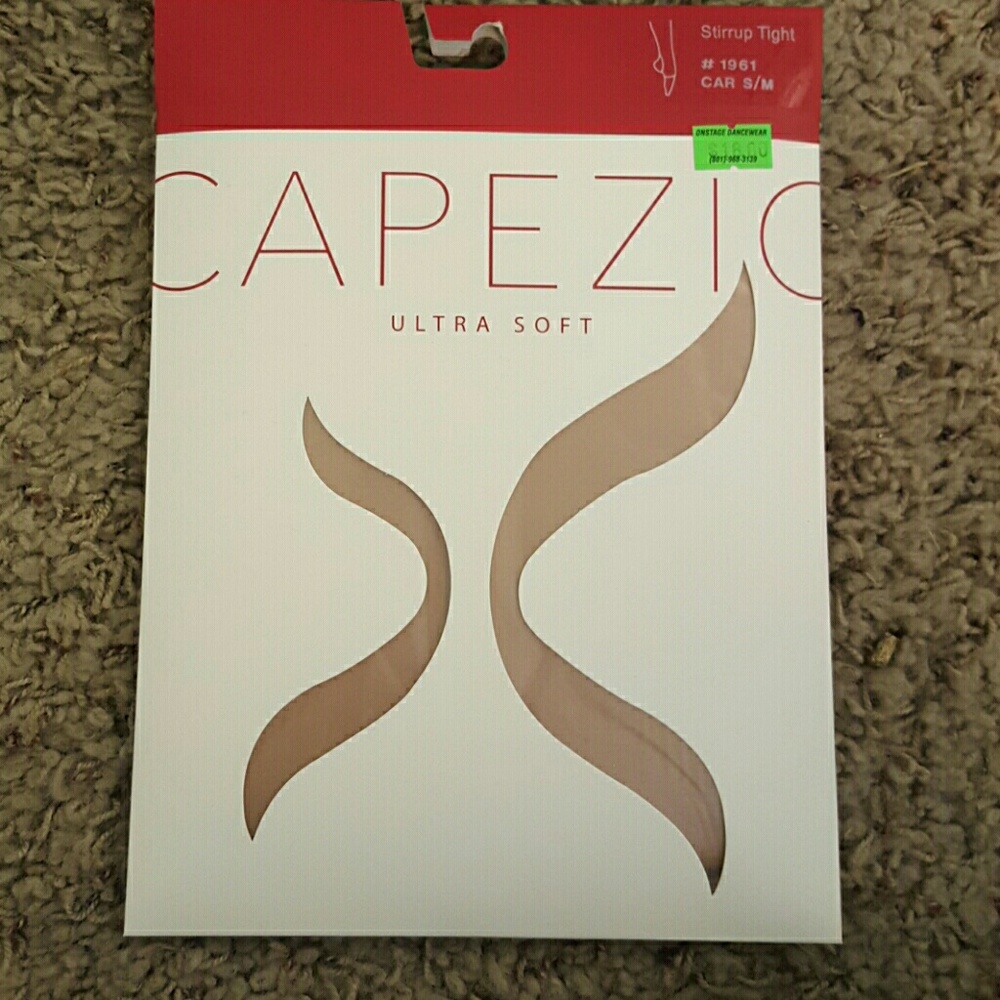 Stirrup Tight
# 1961
CAR S/M
ONSTAGE DANCEWEAR
$18.00
CAPEZIO
ULTRA SOFT